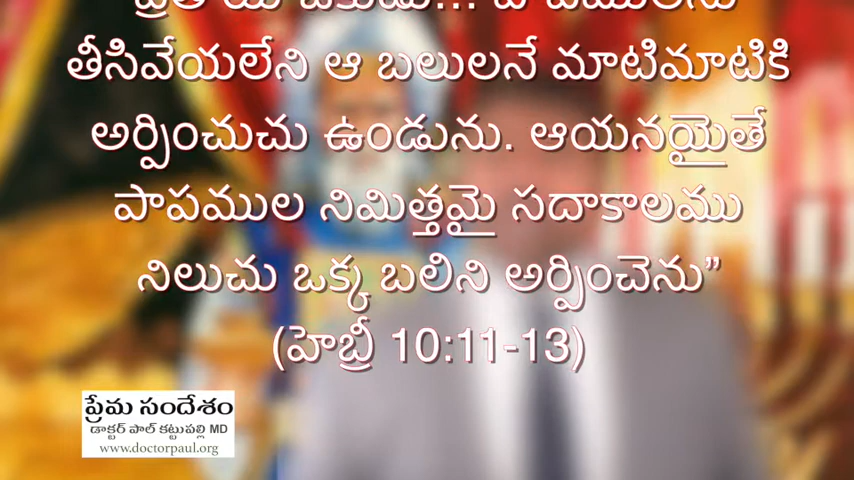 తీసివేయలేని ఆ బలులనే మాటిమాటికి
అర్పించుచు ఉండును. ఆయనయైతే
పాపముల నిమిత్తమై సదాకాలము
నిలుచు ఒక్క బలిని అర్పించెను”
(హెబ్రీ 10:11-13)
ప్రేమ సందేశం
డాక్టర్ పాల్ కట్టుపల్లి MD
www.doctorpaul.org